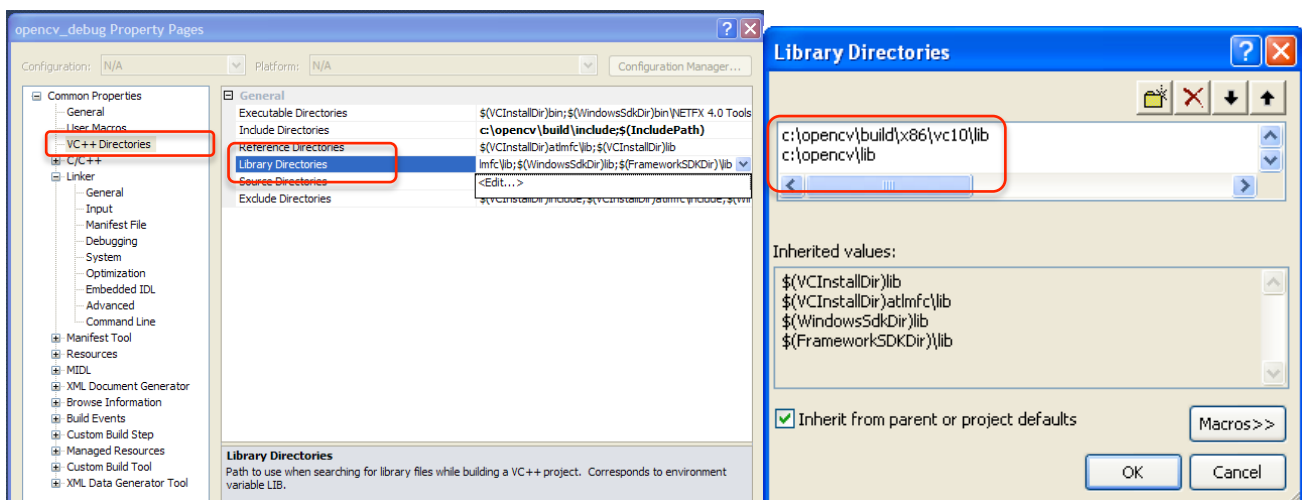 opencv_debug Property Pages
Configuration: N/A Platform: N/A Configuration Manager...
Common Properties
General
User Macros
VC++ Directories
C/C++
Linker
General
Input
Manifest File
Debugging
System
Optimization
Embedded IDL
Advanced
Command Line
Manifest Tool
Resources
MIDL
XML Document Generator
Browse Information
Build Events
Custom Build Step
Managed Resources
Custom Build Tool
XML Data Generator Tool
General
Executable Directories $(VCInstallDir)bin;$(WindowsSdkDir)bin\NETFX 4.0 Tools
Include Directories c:\opencv\build\include;$(IncludePath)
Reference Directories $(VCInstallDir)atlmfc\lib;$(VCInstallDir)lib
Library Directories lmfc\lib;$(WindowsSdkDir)lib;$(FrameworkSDKDir)\lib
Source Directories <Edit...>
Exclude Directories $(VCInstallDir)include;$(VCInstallDir)atlmfc\include;$(Win
Library Directories
Path to use when searching for library files while building a VC++ project. Corresponds to environment
variable LIB.
Library Directories
c:\opencv\build\x86\vc10\lib
c:\opencv\lib
Inherited values:
$(VCInstallDir)lib
$(VCInstallDir)atlmfc\lib
$(WindowsSdkDir)lib
$(FrameworkSDKDir)\lib
Inherit from parent or project defaults
Macros>>
OK Cancel